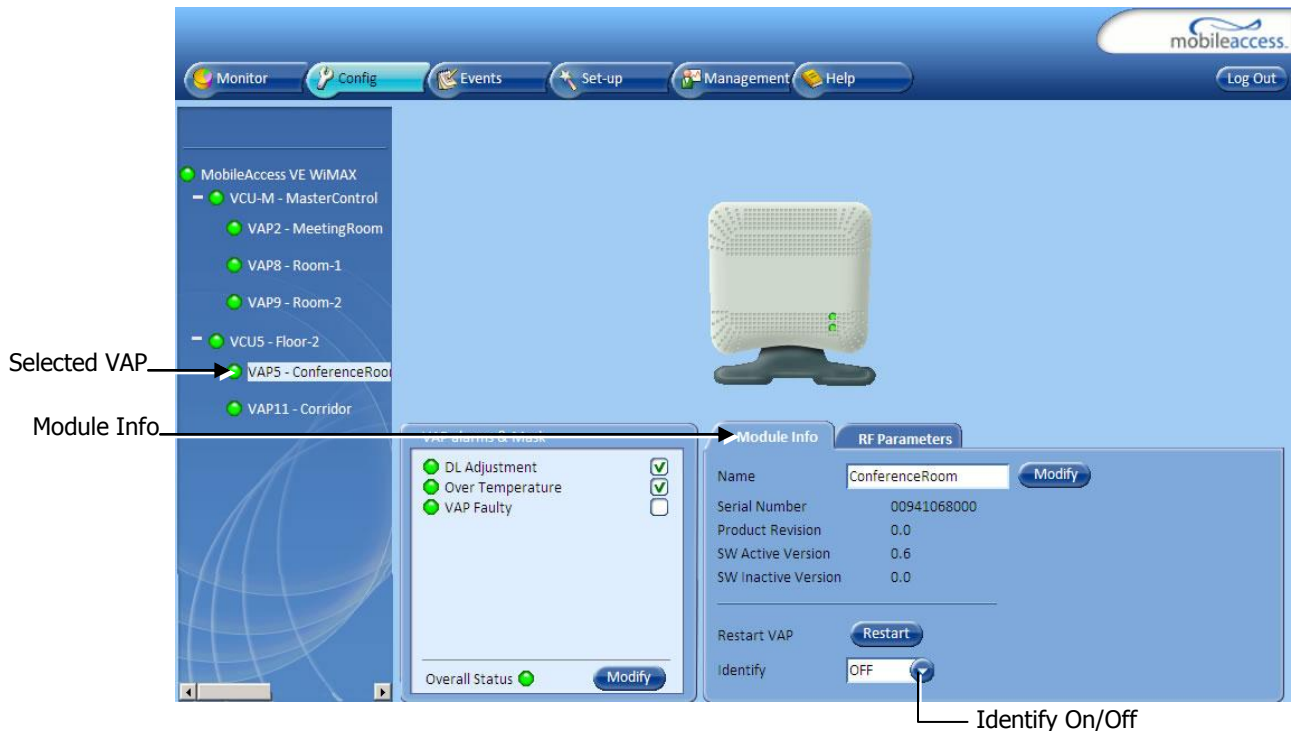 mobileaccess.
Monitor
Config
Events
Set-up
Management
Help
Log Out
MobileAccess VE WiMAX
VCU-M - MasterControl
VAP2 - MeetingRoom
VAP8 - Room-1
VAP9 - Room-2
VCU5 - Floor-2
Selected VAP
VAP5 - ConferenceRoo
VAP11 - Corridor
Module Info
VAP alarms & Mask
DL Adjustment
Over Temperature
VAP Faulty
Overall Status
Modify
Module Info
RF Parameters
Name ConferenceRoom Modify
Serial Number 00941068000
Product Revision 0.0
SW Active Version 0.6
SW Inactive Version 0.0
Restart VAP Restart
Identify OFF
Identify On/Off